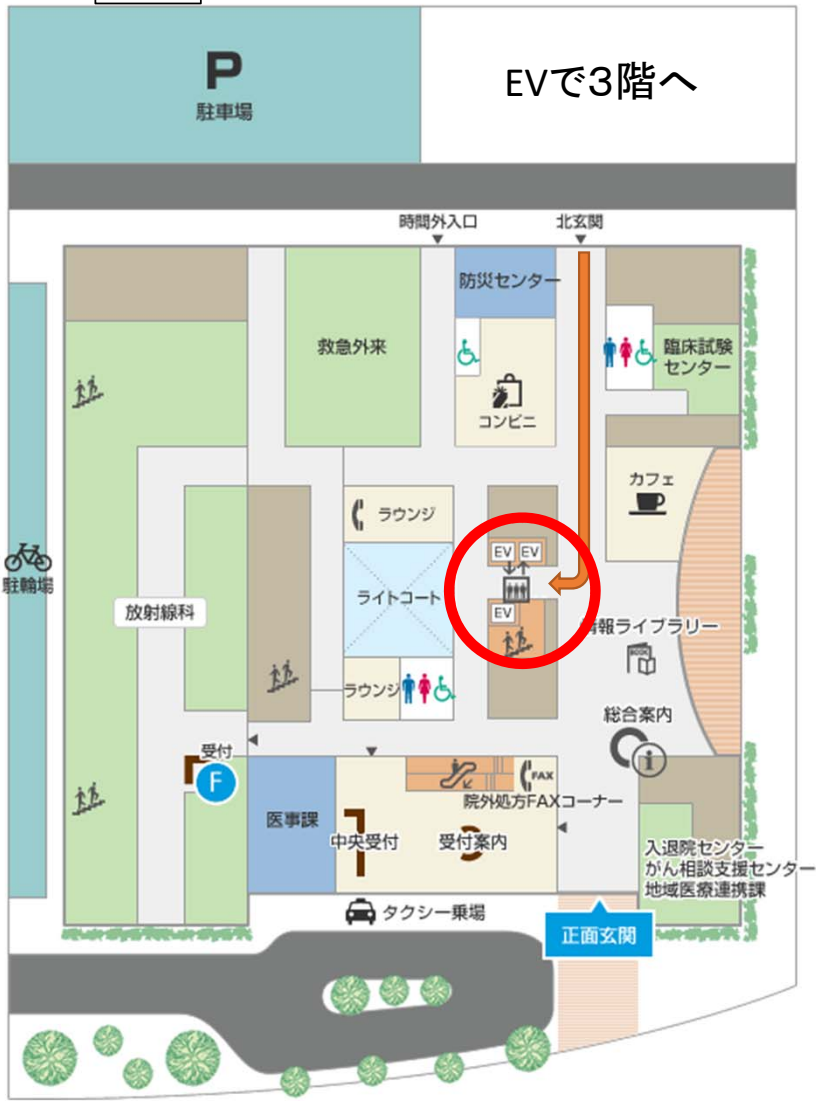 P
駐車場
EVで3階へ
時間外入口
北玄関
防災センター
救急外来
臨床試験
センター
コンビニ
カフェ
ラウンジ
EV EV
駐輪場
ライトコート
放射線科
EV
情報ライブラリー
BOOK
ラウンジ
総合案内
i
受付
F
FAX
院外処方FAXコーナー
医事課
中央受付
受付案内
入退院センター
がん相談支援センター
地域医療連携課
タクシー乗場
正面玄関